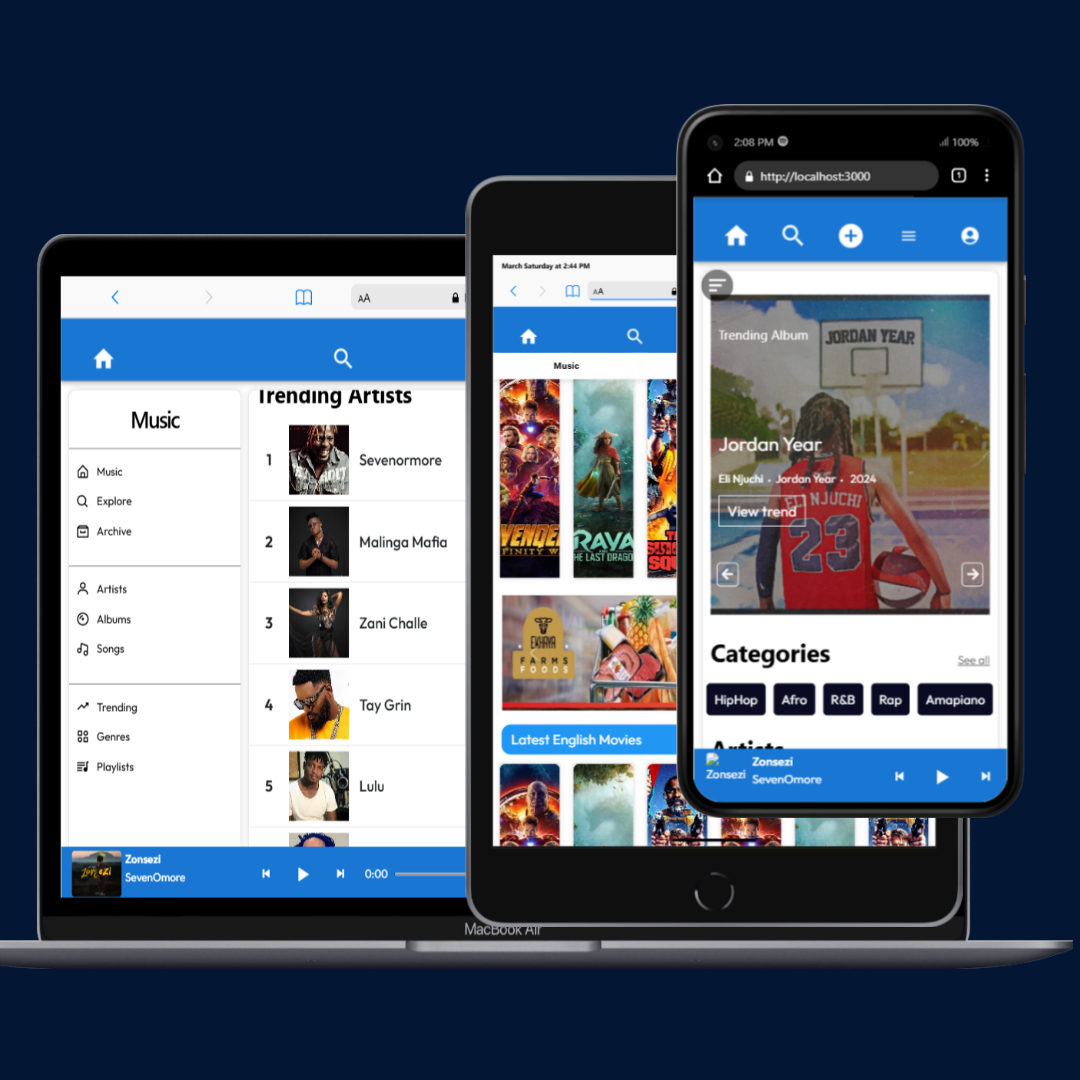 AA
Trending Artists
Music
Music
Explore
Archive
Artists
Albums
Songs
Trending
Genres
Playlists
1
Sevenormore
2
Malinga Mafia
3
Zani Challe
4
Tay Grin
5
Lulu
Zonsezi
SevenOmore
0:00
MacBook Air
March Saturday at 2:44 PM
AA
Music
RAYA
THE LAST DRAGO
EKHAYA
FARMS
FOODS
Latest English Movies
2:08 PM
100%
http://localhost:3000
1
Trending Album
JORDAN YEAR
Jordan Year
Eli Njuchi • Jordan Year • 2024
View trend
ELI NJUCHI
23
Categories
See all
HipHop
Afro
R&B
Rap
Amapiano
Artists
Zonsezi
Zonsezi
SevenOmore